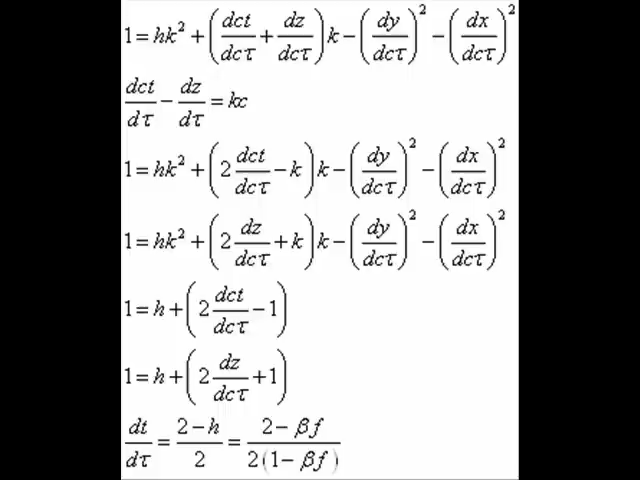 1 = hk² + (dct/dcτ + dz/dcτ)k − (dy/dcτ)² − (dx/dcτ)²
dct/dτ − dz/dτ = kc
1 = hk² + (2 dct/dcτ − k)k − (dy/dcτ)² − (dx/dcτ)²
1 = hk² + (2 dz/dcτ + k)k − (dy/dcτ)² − (dx/dcτ)²
1 = h + (2 dct/dcτ − 1)
1 = h + (2 dz/dcτ + 1)
dt/dτ = (2 − h)/2 = (2 − βf)/(2(1 − βf))